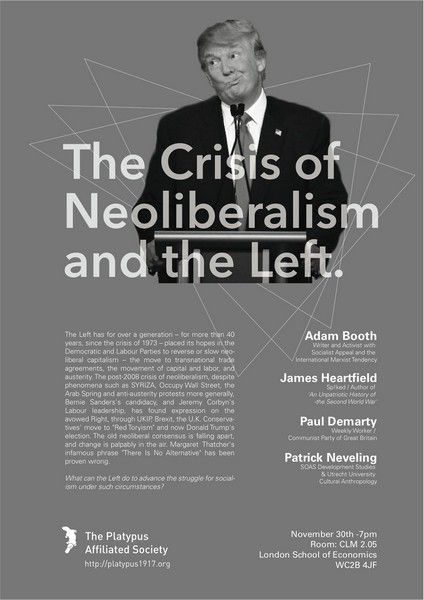 The Crisis of
Neoliberalism
and the Left.
The Left has for over a generation – for more than 40
years, since the crisis of 1973 – placed its hopes in the
Democratic and Labour Parties to reverse or slow neo-
liberal capitalism – the move to transnational trade
agreements, the movement of capital and labor, and
austerity. The post-2008 crisis of neoliberalism, despite
phenomena such as SYRIZA, Occupy Wall Street, the
Arab Spring and anti-austerity protests more generally,
Bernie Sanders's candidacy, and Jeremy Corbyn's
Labour leadership, has found expression on the
avowed Right, through UKIP, Brexit, the U.K. Conserva-
tives' move to "Red Toryism" and now Donald Trump's
election. The old neoliberal consensus is falling apart,
and change is palpably in the air. Margaret Thatcher's
infamous phrase "There Is No Alternative" has been
proven wrong.
What can the Left do to advance the struggle for social-
ism under such circumstances?
Adam Booth
Writer and Activist with
Socialist Appeal and the
International Marxist Tendency
James Heartfield
Sp!ked / Author of
'An Unpatriotic History of
-the Second World War'
Paul Demarty
Weekly Worker /
Communist Party of Great Britain
Patrick Neveling
SOAS Development Studies
& Utrecht University
Cultural Anthropology
The Platypus
Affiliated Society
http://platypus1917.org
November 30th -7pm
Room: CLM 2.05
London School of Economics
WC2B 4JF